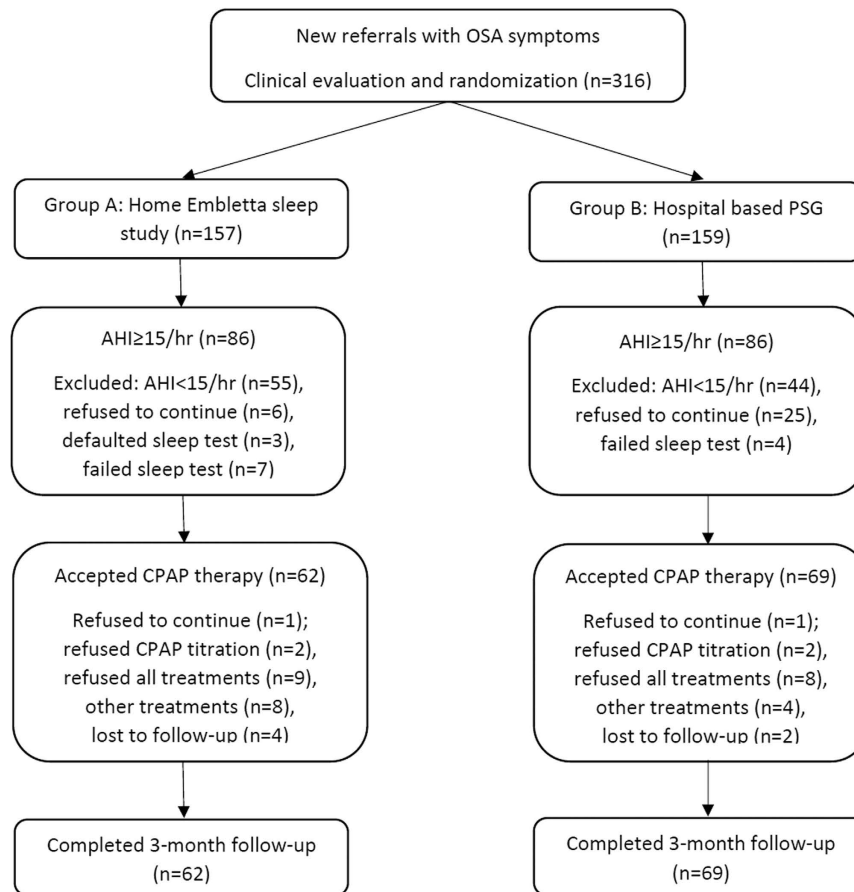 New referrals with OSA symptoms
Clinical evaluation and randomization (n=316)
Group A: Home Embletta sleep
study (n=157)
Group B: Hospital based PSG
(n=159)
AHI≥15/hr (n=86)
Excluded: AHI<15/hr (n=55),
refused to continue (n=6),
defaulted sleep test (n=3),
failed sleep test (n=7)
AHI≥15/hr (n=86)
Excluded: AHI<15/hr (n=44),
refused to continue (n=25),
failed sleep test (n=4)
Accepted CPAP therapy (n=62)
Refused to continue (n=1);
refused CPAP titration (n=2),
refused all treatments (n=9),
other treatments (n=8),
lost to follow-up (n=4)
Accepted CPAP therapy (n=69)
Refused to continue (n=1);
refused CPAP titration (n=2),
refused all treatments (n=8),
other treatments (n=4),
lost to follow-up (n=2)
Completed 3-month follow-up
(n=62)
Completed 3-month follow-up
(n=69)